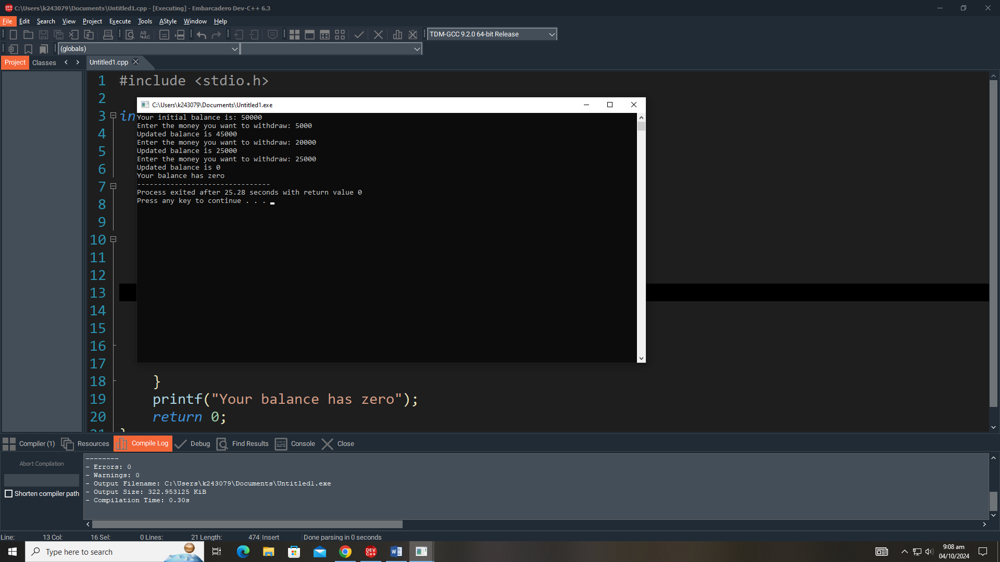 C:\Users\k243079\Documents\Untitled1.cpp - [Executing] - Embarcadero Dev-C++ 6.3
File Edit Search View Project Execute Tools AStyle Window Help
TDM-GCC 9.2.0 64-bit Release
(globals)
Project Classes Untitled1.cpp
1 #include <stdio.h>
2
C:\Users\k243079\Documents\Untitled1.exe
3 in
Your initial balance is: 50000
Enter the money you want to withdraw: 5000
Updated balance is 45000
Enter the money you want to withdraw: 20000
Updated balance is 25000
Enter the money you want to withdraw: 25000
Updated balance is 0
Your balance has zero
--------------------------------
Process exited after 25.28 seconds with return value 0
Press any key to continue . . .
4
5
6
7
8
9
10
11
12
13
14
15
16
17
18 }
19 printf("Your balance has zero");
20 return 0;
Compiler (1) Resources Compile Log Debug Find Results Console Close
Abort Compilation
Shorten compiler path
--------
- Errors: 0
- Warnings: 0
- Output Filename: C:\Users\k243079\Documents\Untitled1.exe
- Output Size: 322.953125 KiB
- Compilation Time: 0.30s
Line: 13 Col: 16 Sel: 0 Lines: 21 Length: 474 Insert Done parsing in 0 seconds
Type here to search
DEV C++
9:08 am
04/10/2024